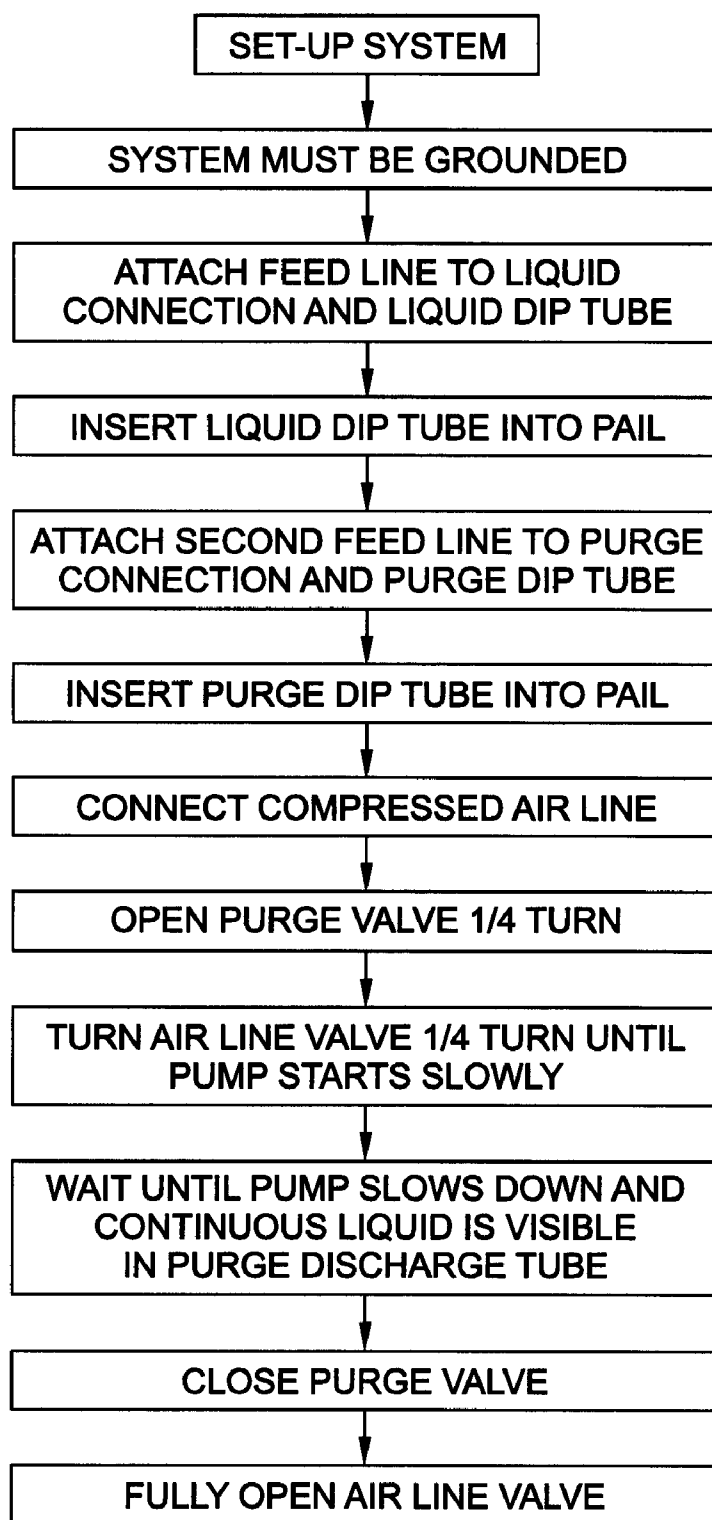 SET-UP SYSTEM
SYSTEM MUST BE GROUNDED
ATTACH FEED LINE TO LIQUID
CONNECTION AND LIQUID DIP TUBE
INSERT LIQUID DIP TUBE INTO PAIL
ATTACH SECOND FEED LINE TO PURGE
CONNECTION AND PURGE DIP TUBE
INSERT PURGE DIP TUBE INTO PAIL
CONNECT COMPRESSED AIR LINE
OPEN PURGE VALVE 1/4 TURN
TURN AIR LINE VALVE 1/4 TURN UNTIL
PUMP STARTS SLOWLY
WAIT UNTIL PUMP SLOWS DOWN AND
CONTINUOUS LIQUID IS VISIBLE
IN PURGE DISCHARGE TUBE
CLOSE PURGE VALVE
FULLY OPEN AIR LINE VALVE